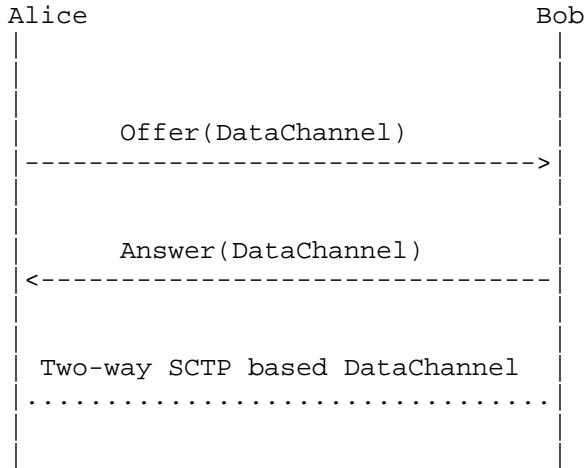 Alice Bob
Offer(DataChannel)
Answer(DataChannel)
Two-way SCTP based DataChannel